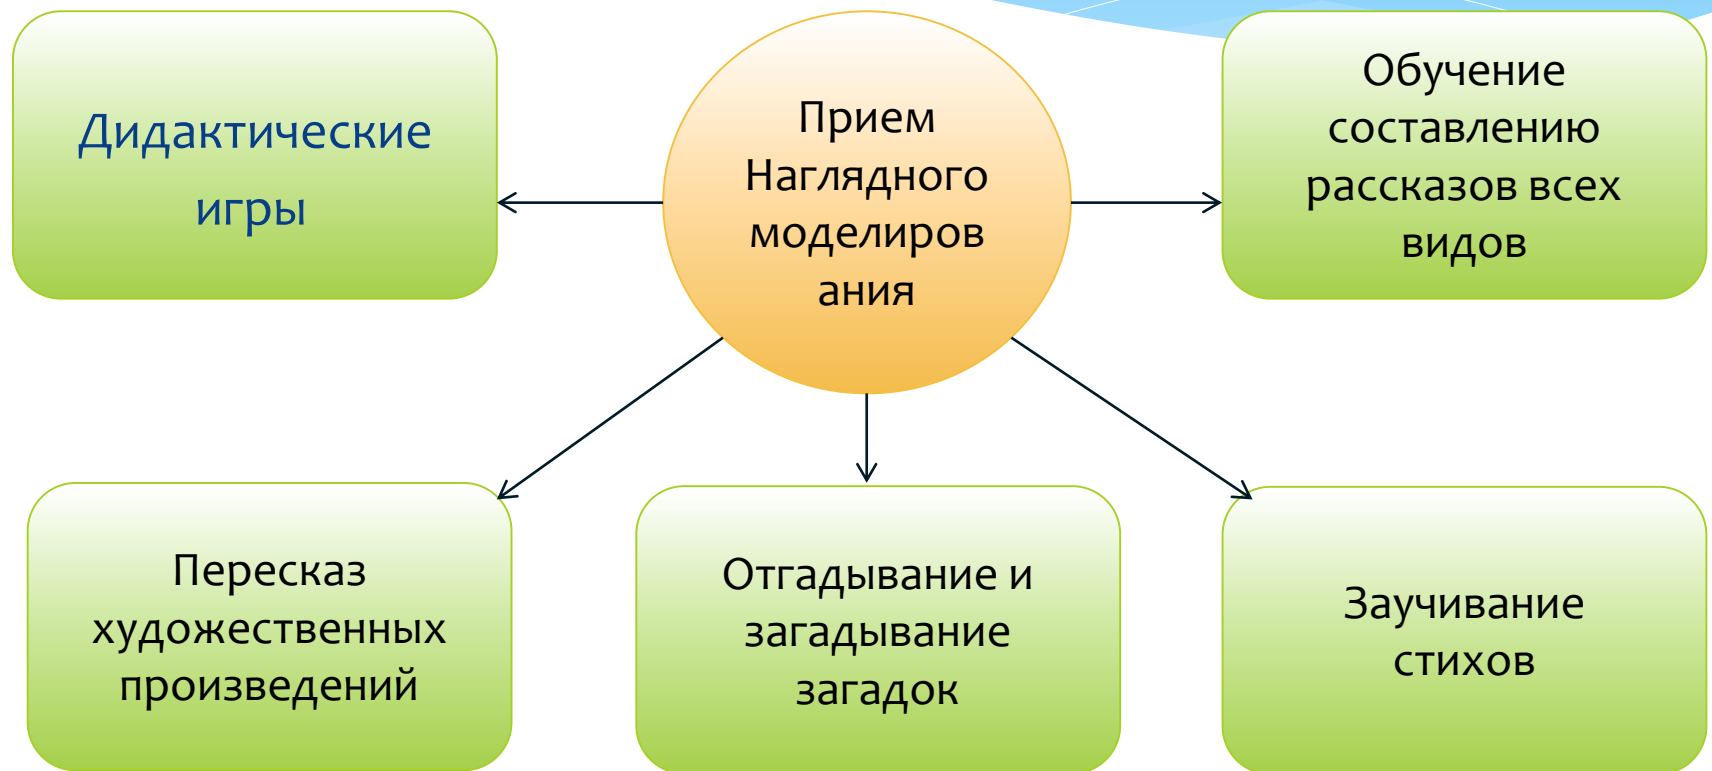 Дидактические
игры
Прием
Наглядного
моделиров
ания
Обучение
составлению
рассказов всех
видов
Пересказ
художественных
произведений
Отгадывание и
загадывание
загадок
Заучивание
стихов